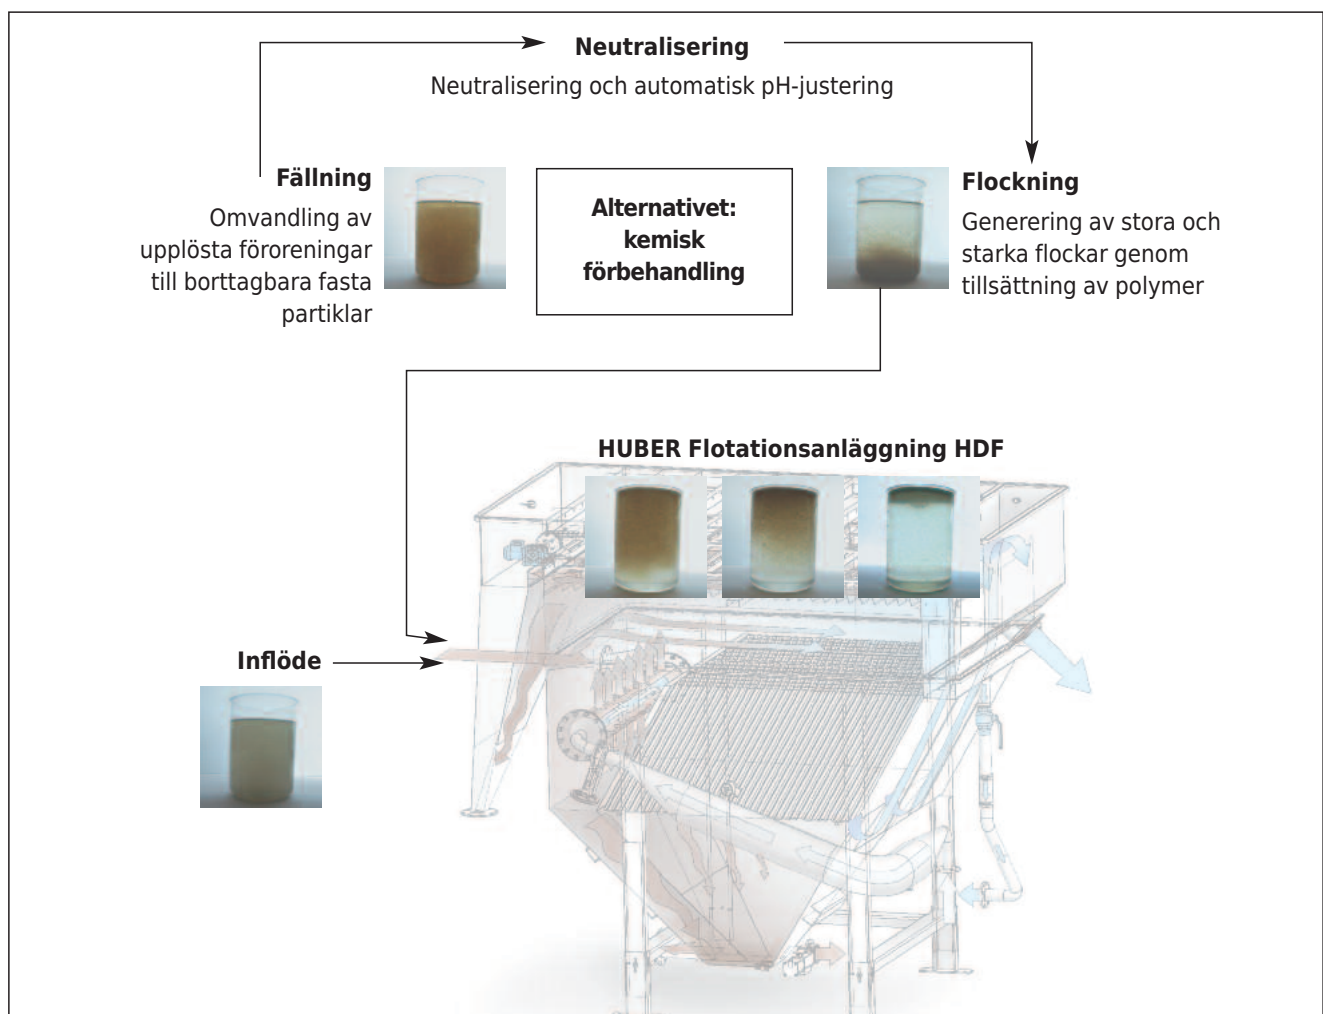 Neutralisering
Neutralisering och automatisk pH-justering
Fällning
Omvandling av
upplösta föroreningar
till borttagbara fasta
partiklar
Alternativet:
kemisk
förbehandling
Flockning
Generering av stora och
starka flockar genom
tillsättning av polymer
HUBER Flotationsanläggning HDF
Inflöde